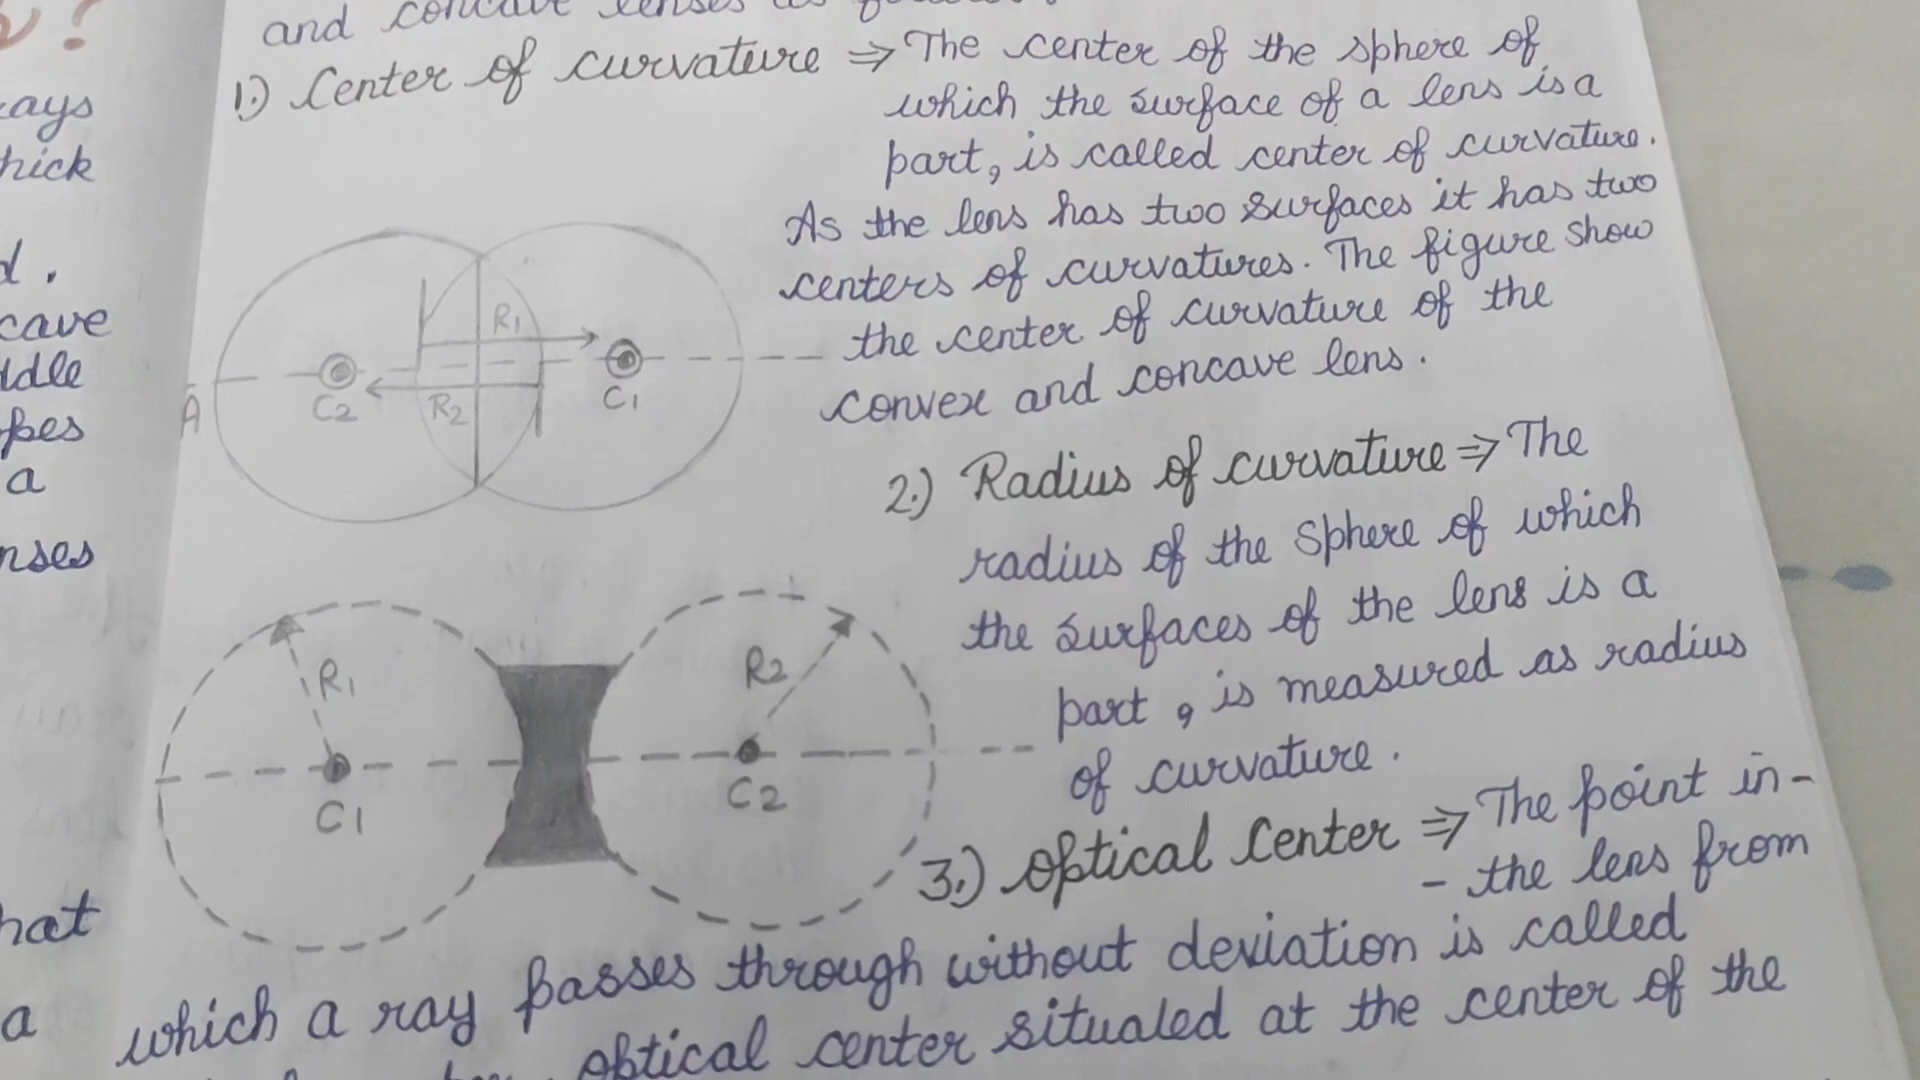 and concave lenses
1.) Center of curvature ⇒ The center of the sphere of
which the surface of a lens is a
part, is called center of curvature.
As the lens has two surfaces it has two
centers of curvatures. The figure show
the center of curvature of the
convex and concave lens.
R1
C2
R2
C1
A
2.) Radius of curvature ⇒ The
radius of the sphere of which
the surfaces of the lens is a
part, is measured as radius
of curvature.
R1
R2
C1
C2
3.) optical Center ⇒ The point in-
- the lens from
which a ray passes through without deviation is called
optical center situated at the center of the
ays
hick
d.
cave
ddle
pes
a
nses
hat
a